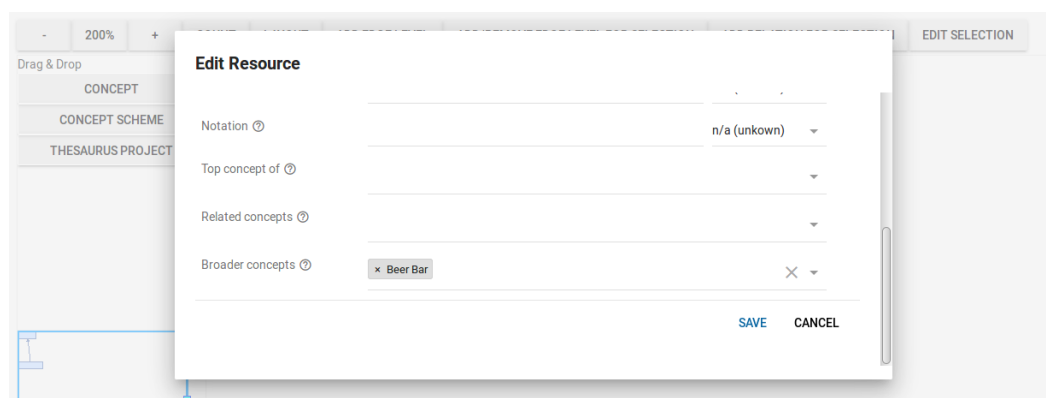 - 200% + EDIT SELECTION
Drag & Drop
CONCEPT
CONCEPT SCHEME
THESAURUS PROJECT
Edit Resource
Notation
n/a (unkown)
Top concept of
Related concepts
Broader concepts
× Beer Bar
SAVE CANCEL